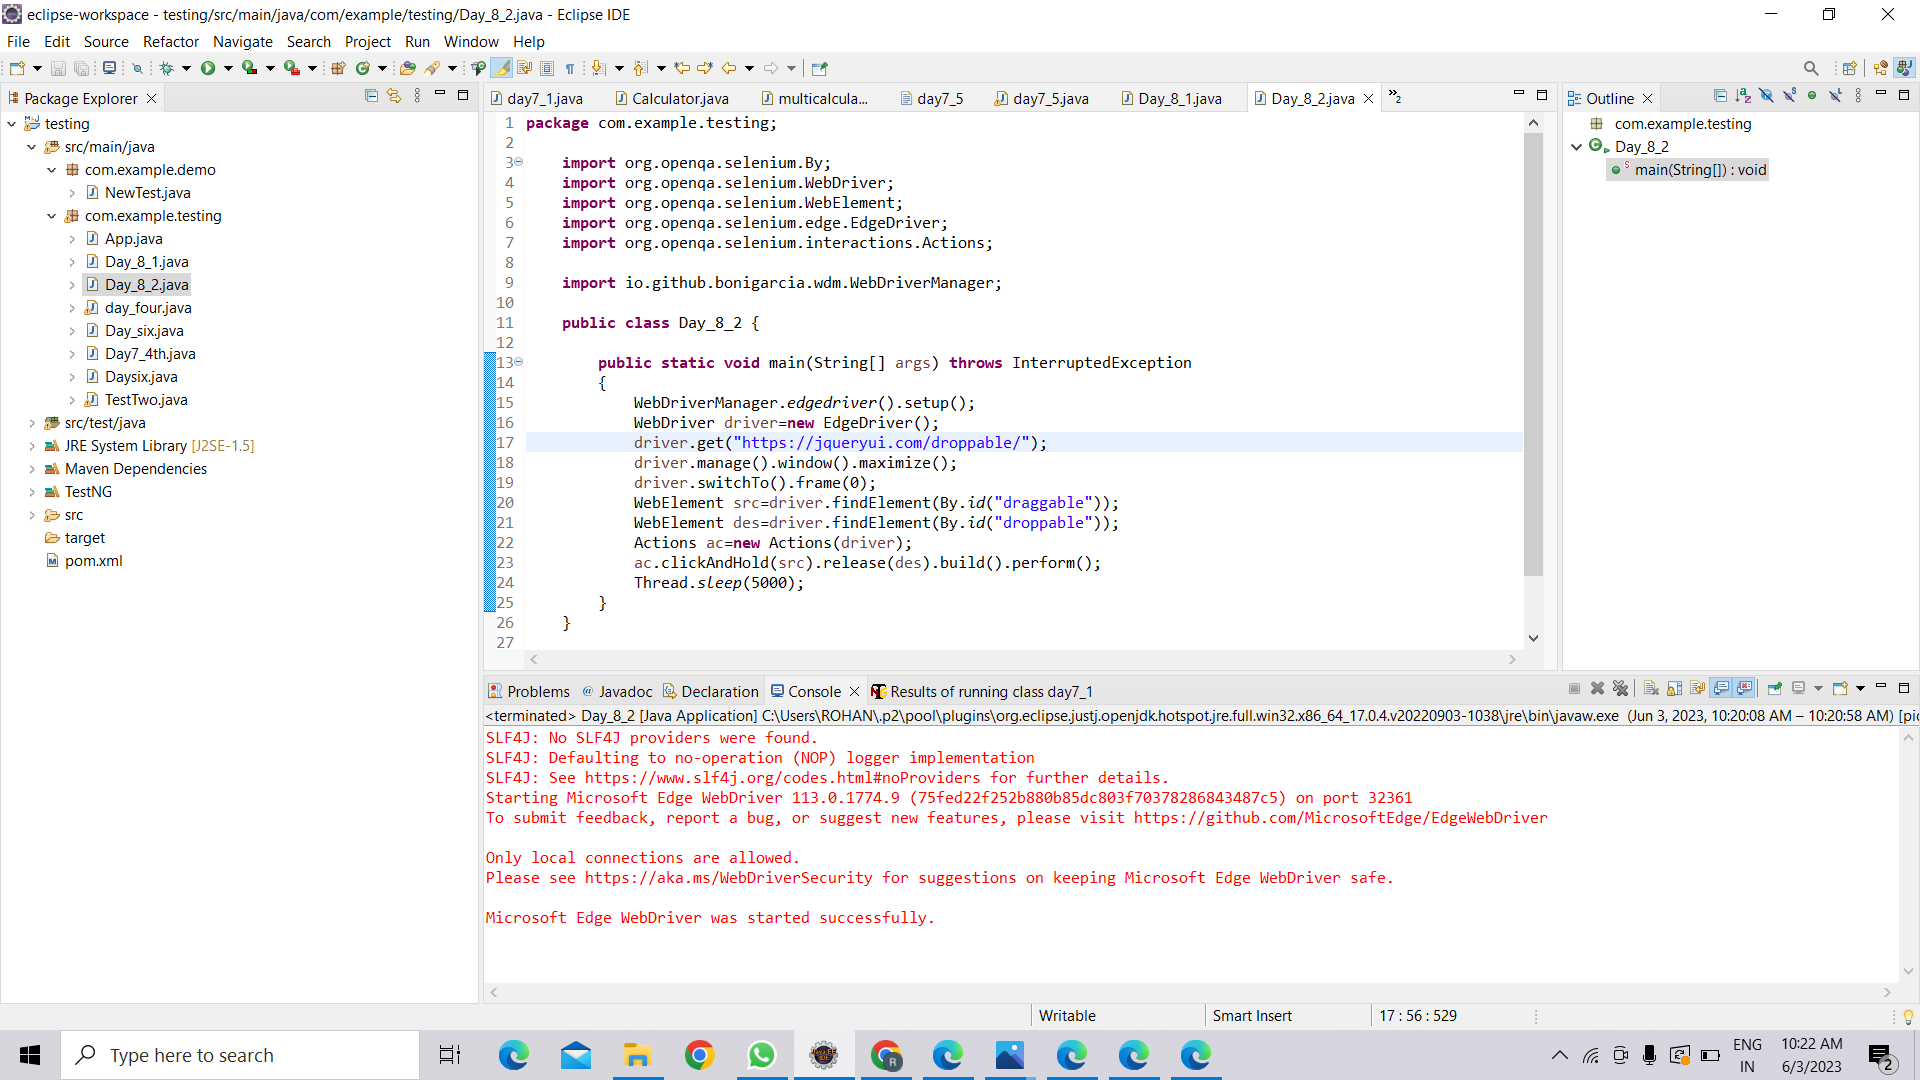 eclipse-workspace - testing/src/main/java/com/example/testing/Day_8_2.java - Eclipse IDE
File Edit Source Refactor Navigate Search Project Run Window Help
Package Explorer
testing
src/main/java
com.example.demo
NewTest.java
com.example.testing
App.java
Day_8_1.java
Day_8_2.java
day_four.java
Day_six.java
Day7_4th.java
Daysix.java
TestTwo.java
src/test/java
JRE System Library [J2SE-1.5]
Maven Dependencies
TestNG
src
target
pom.xml
day7_1.java Calculator.java multicalcula... day7_5 day7_5.java Day_8_1.java Day_8_2.java »2
1 package com.example.testing;
2
3 import org.openqa.selenium.By;
4 import org.openqa.selenium.WebDriver;
5 import org.openqa.selenium.WebElement;
6 import org.openqa.selenium.edge.EdgeDriver;
7 import org.openqa.selenium.interactions.Actions;
8
9 import io.github.bonigarcia.wdm.WebDriverManager;
10
11 public class Day_8_2 {
12
13 public static void main(String[] args) throws InterruptedException
14 {
15 WebDriverManager.edgedriver().setup();
16 WebDriver driver=new EdgeDriver();
17 driver.get("https://jqueryui.com/droppable/");
18 driver.manage().window().maximize();
19 driver.switchTo().frame(0);
20 WebElement src=driver.findElement(By.id("draggable"));
21 WebElement des=driver.findElement(By.id("droppable"));
22 Actions ac=new Actions(driver);
23 ac.clickAndHold(src).release(des).build().perform();
24 Thread.sleep(5000);
25 }
26 }
27
Outline
com.example.testing
Day_8_2
main(String[]) : void
Problems @ Javadoc Declaration Console Results of running class day7_1
<terminated> Day_8_2 [Java Application] C:\Users\ROHAN\.p2\pool\plugins\org.eclipse.justj.openjdk.hotspot.jre.full.win32.x86_64_17.0.4.v20220903-1038\jre\bin\javaw.exe (Jun 3, 2023, 10:20:08 AM – 10:20:58 AM) [pic
SLF4J: No SLF4J providers were found.
SLF4J: Defaulting to no-operation (NOP) logger implementation
SLF4J: See https://www.slf4j.org/codes.html#noProviders for further details.
Starting Microsoft Edge WebDriver 113.0.1774.9 (75fed22f252b880b85dc803f70378286843487c5) on port 32361
To submit feedback, report a bug, or suggest new features, please visit https://github.com/MicrosoftEdge/EdgeWebDriver
Only local connections are allowed.
Please see https://aka.ms/WebDriverSecurity for suggestions on keeping Microsoft Edge WebDriver safe.
Microsoft Edge WebDriver was started successfully.
Writable Smart Insert 17 : 56 : 529
Type here to search
ENG
IN
10:22 AM
6/3/2023
2